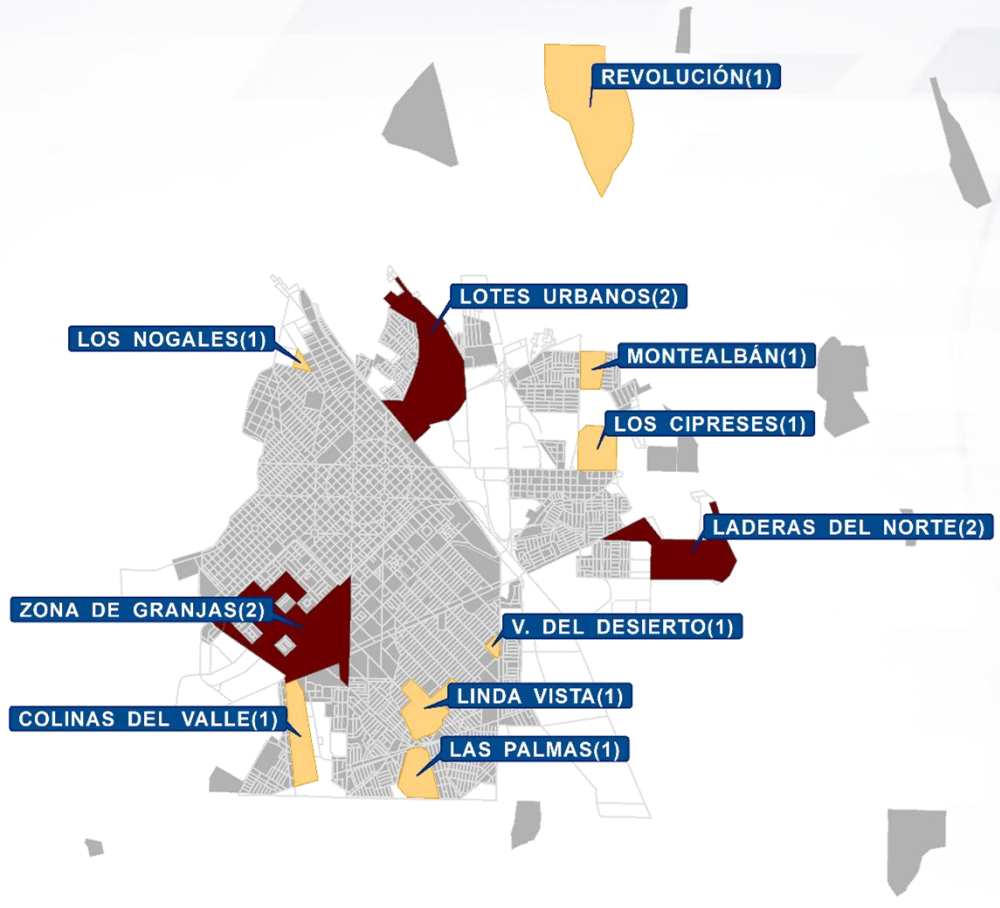 REVOLUCIÓN(1)
LOTES URBANOS(2)
LOS NOGALES(1)
MONTEALBÁN(1)
LOS CIPRESES(1)
LADERAS DEL NORTE(2)
ZONA DE GRANJAS(2)
V. DEL DESIERTO(1)
LINDA VISTA(1)
COLINAS DEL VALLE(1)
LAS PALMAS(1)